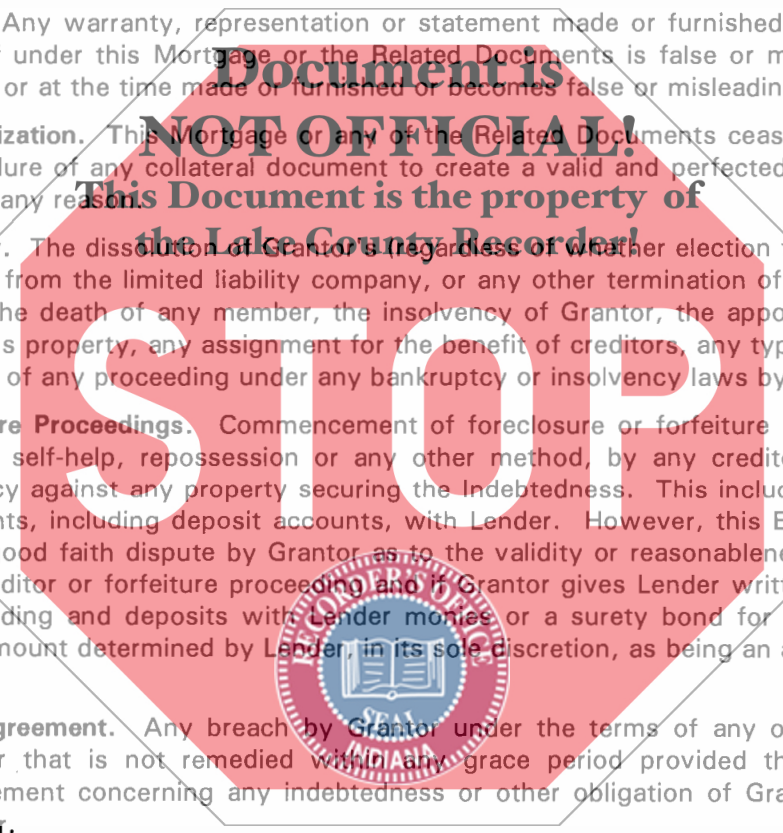 Any warranty, representation or statement made or furnished
under this Mortgage or the Related Documents is false or m
or at the time made or furnished or becomes false or misleadin
Document is
NOT OFFICIAL!
This Document is the property of
the Lake County Recorder!
ization. This Mortgage or any of the Related Documents ceas
lure of any collateral document to create a valid and perfected
any reason.
. The dissolution of Grantor's (regardless of whether election
from the limited liability company, or any other termination of
he death of any member, the insolvency of Grantor, the appo
s property, any assignment for the benefit of creditors, any typ
of any proceeding under any bankruptcy or insolvency laws by
STOP
re Proceedings. Commencement of foreclosure or forfeiture
self-help, repossession or any other method, by any credito
cy against any property securing the Indebtedness. This inclu
nts, including deposit accounts, with Lender. However, this E
ood faith dispute by Grantor as to the validity or reasonablene
ditor or forfeiture proceeding and if Grantor gives Lender writt
ding and deposits with Lender monies or a surety bond for
mount determined by Lender, in its sole discretion, as being an a
RECORDER'S OFFICE
SEAL
INDIANA
greement. Any breach by Grantor under the terms of any o
r that is not remedied within any grace period provided th
ement concerning any indebtedness or other obligation of Gra